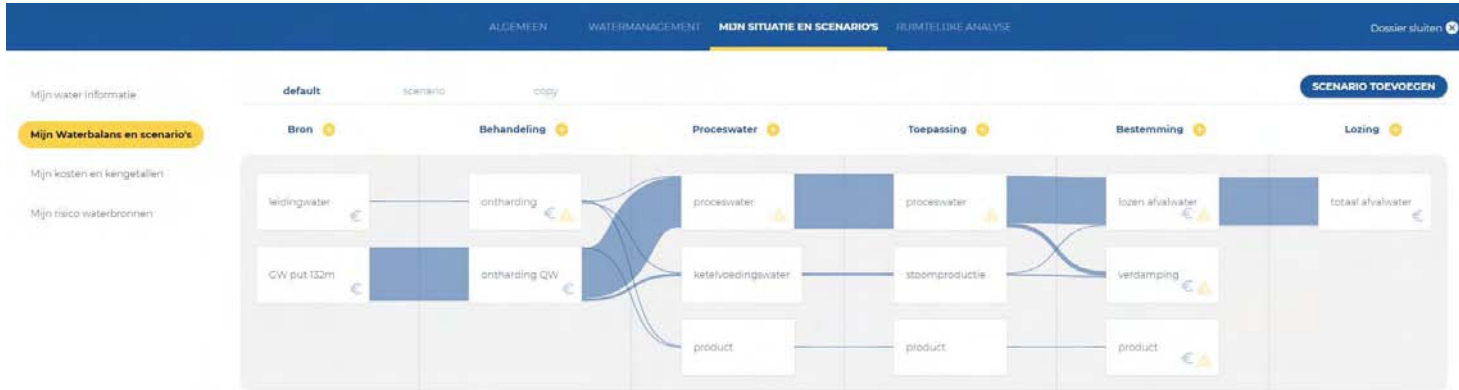 ALGEMEEN WATERMANAGEMENT MIJN SITUATIE EN SCENARIO'S RUIMTELIJKE ANALYSE Dossier sluiten
Mijn water informatie
Mijn Waterbalans en scenario's
Mijn kosten en kengetallen
Mijn risico waterbronnen
default scenario copy SCENARIO TOEVOEGEN
Bron Behandeling Proceswater Toepassing Bestemming Lozing
leidingwater € ontharding € proceswater proceswater lozen afvalwater € totaal afvalwater €
GW put 132m € ontharding GW € ketelvoedingswater stoomproductie verdamping €
product product product €